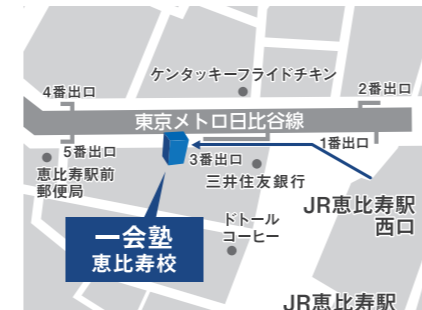 ケンタッキーフライドチキン
4番出口
2番出口
東京メトロ日比谷線
5番出口
3番出口
1番出口
恵比寿駅前
郵便局
三井住友銀行
JR恵比寿駅
西口
ドトール
コーヒー
一会塾
恵比寿校
JR恵比寿駅